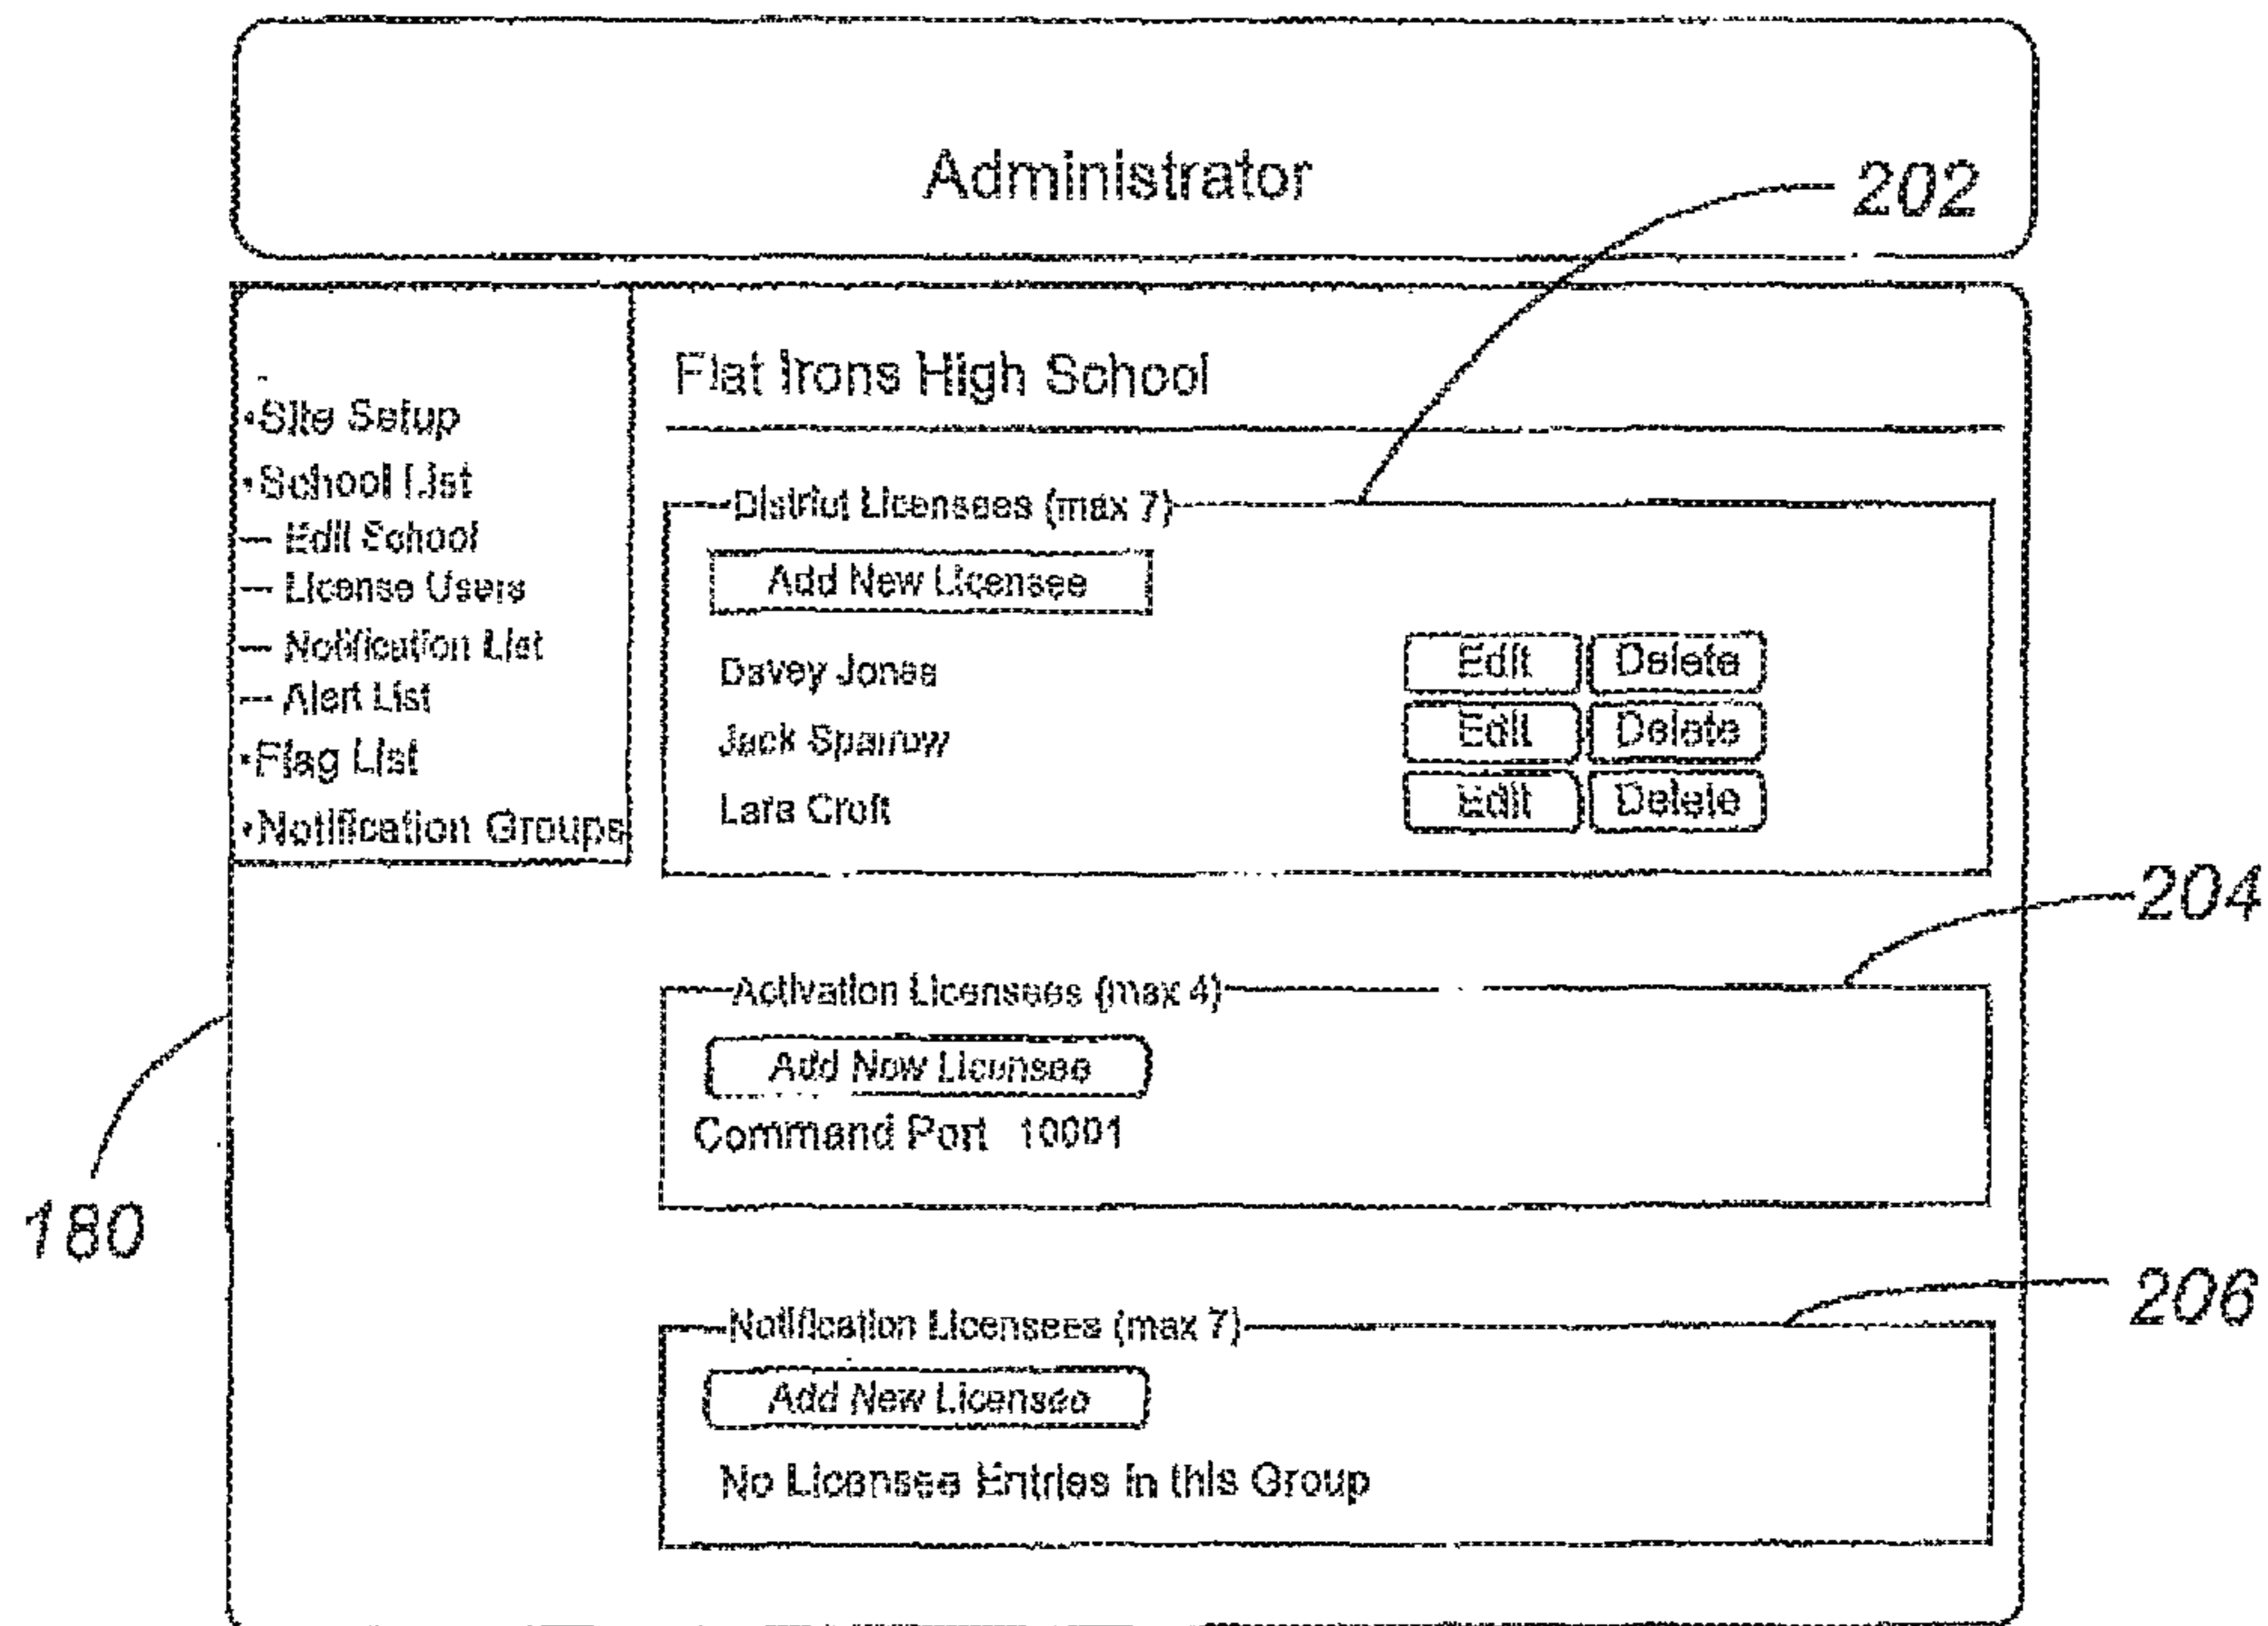 Administrator
202
Flat Irons High School
•Site Setup
•School List
— Edit School
— License Users
— Notification List
— Alert List
•Flag List
•Notification Groups
District Licensees (max 7)
Add New Licensee
Davey Jones Edit Delete
Jack Sparrow Edit Delete
Lara Croft Edit Delete
204
Activation Licensees (max 4)
Add New Licensee
Command Port 10001
180
206
Notification Licensees (max 7)
Add New Licensee
No Licensee Entries in this Group